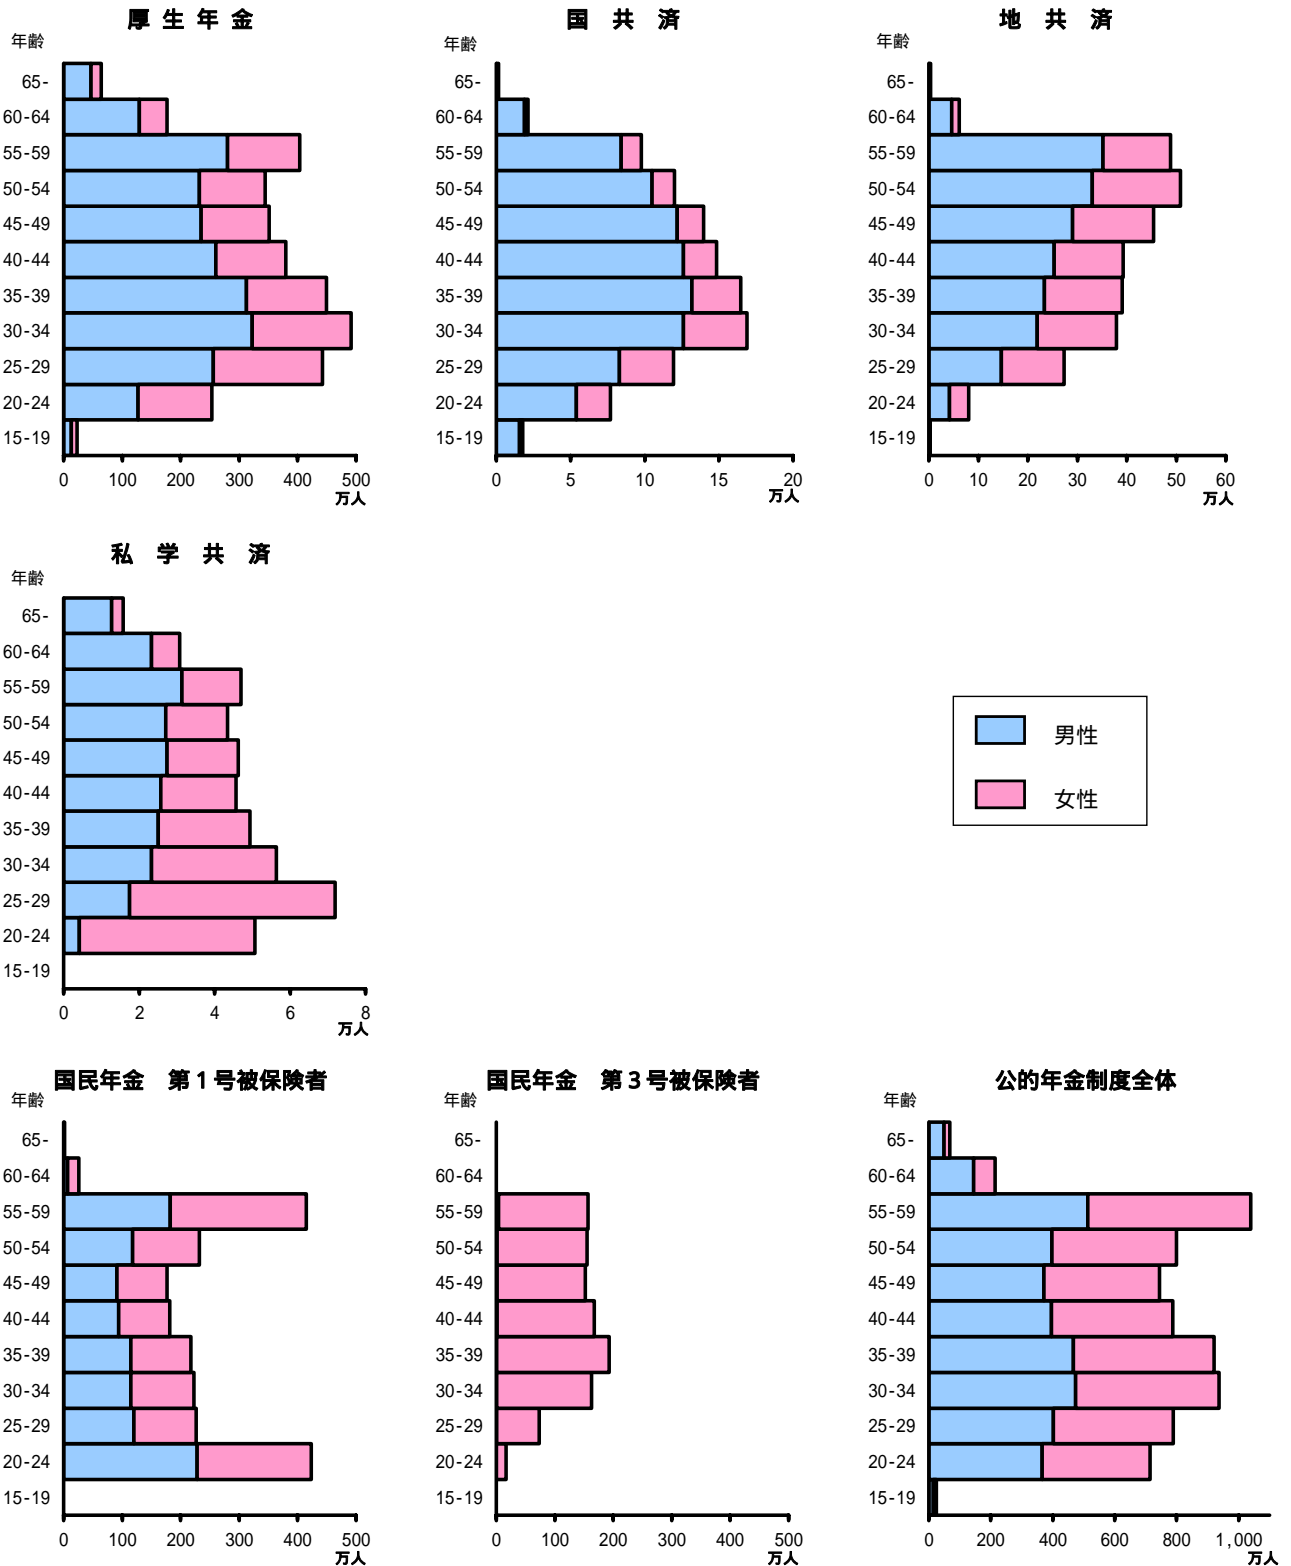 厚 生 年 金
年齢
65-
60-64
55-59
50-54
45-49
40-44
35-39
30-34
25-29
20-24
15-19
0 100 200 300 400 500
万人
国 共 済
年齢
65-
60-64
55-59
50-54
45-49
40-44
35-39
30-34
25-29
20-24
15-19
0 5 10 15 20
万人
地 共 済
年齢
65-
60-64
55-59
50-54
45-49
40-44
35-39
30-34
25-29
20-24
15-19
0 10 20 30 40 50 60
万人
私 学 共 済
年齢
65-
60-64
55-59
50-54
45-49
40-44
35-39
30-34
25-29
20-24
15-19
0 2 4 6 8
万人
男性
女性
国民年金 第1号被保険者
年齢
65-
60-64
55-59
50-54
45-49
40-44
35-39
30-34
25-29
20-24
15-19
0 100 200 300 400 500
万人
国民年金 第3号被保険者
年齢
65-
60-64
55-59
50-54
45-49
40-44
35-39
30-34
25-29
20-24
15-19
0 100 200 300 400 500
万人
公的年金制度全体
年齢
65-
60-64
55-59
50-54
45-49
40-44
35-39
30-34
25-29
20-24
15-19
0 200 400 600 800 1,000
万人